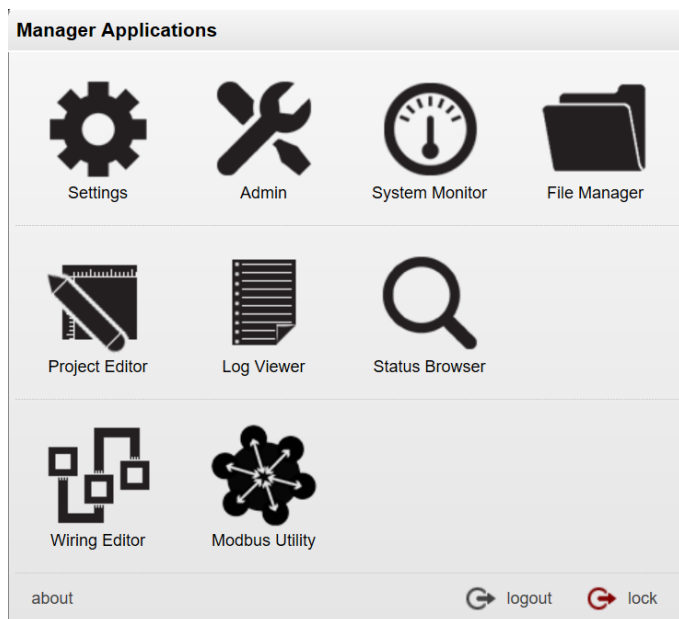 Manager Applications
Settings
Admin
System Monitor
File Manager
Project Editor
Log Viewer
Status Browser
Wiring Editor
Modbus Utility
about
logout
lock